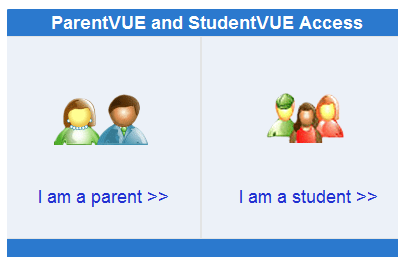 ParentVUE and StudentVUE Access
I am a parent >>
I am a student >>